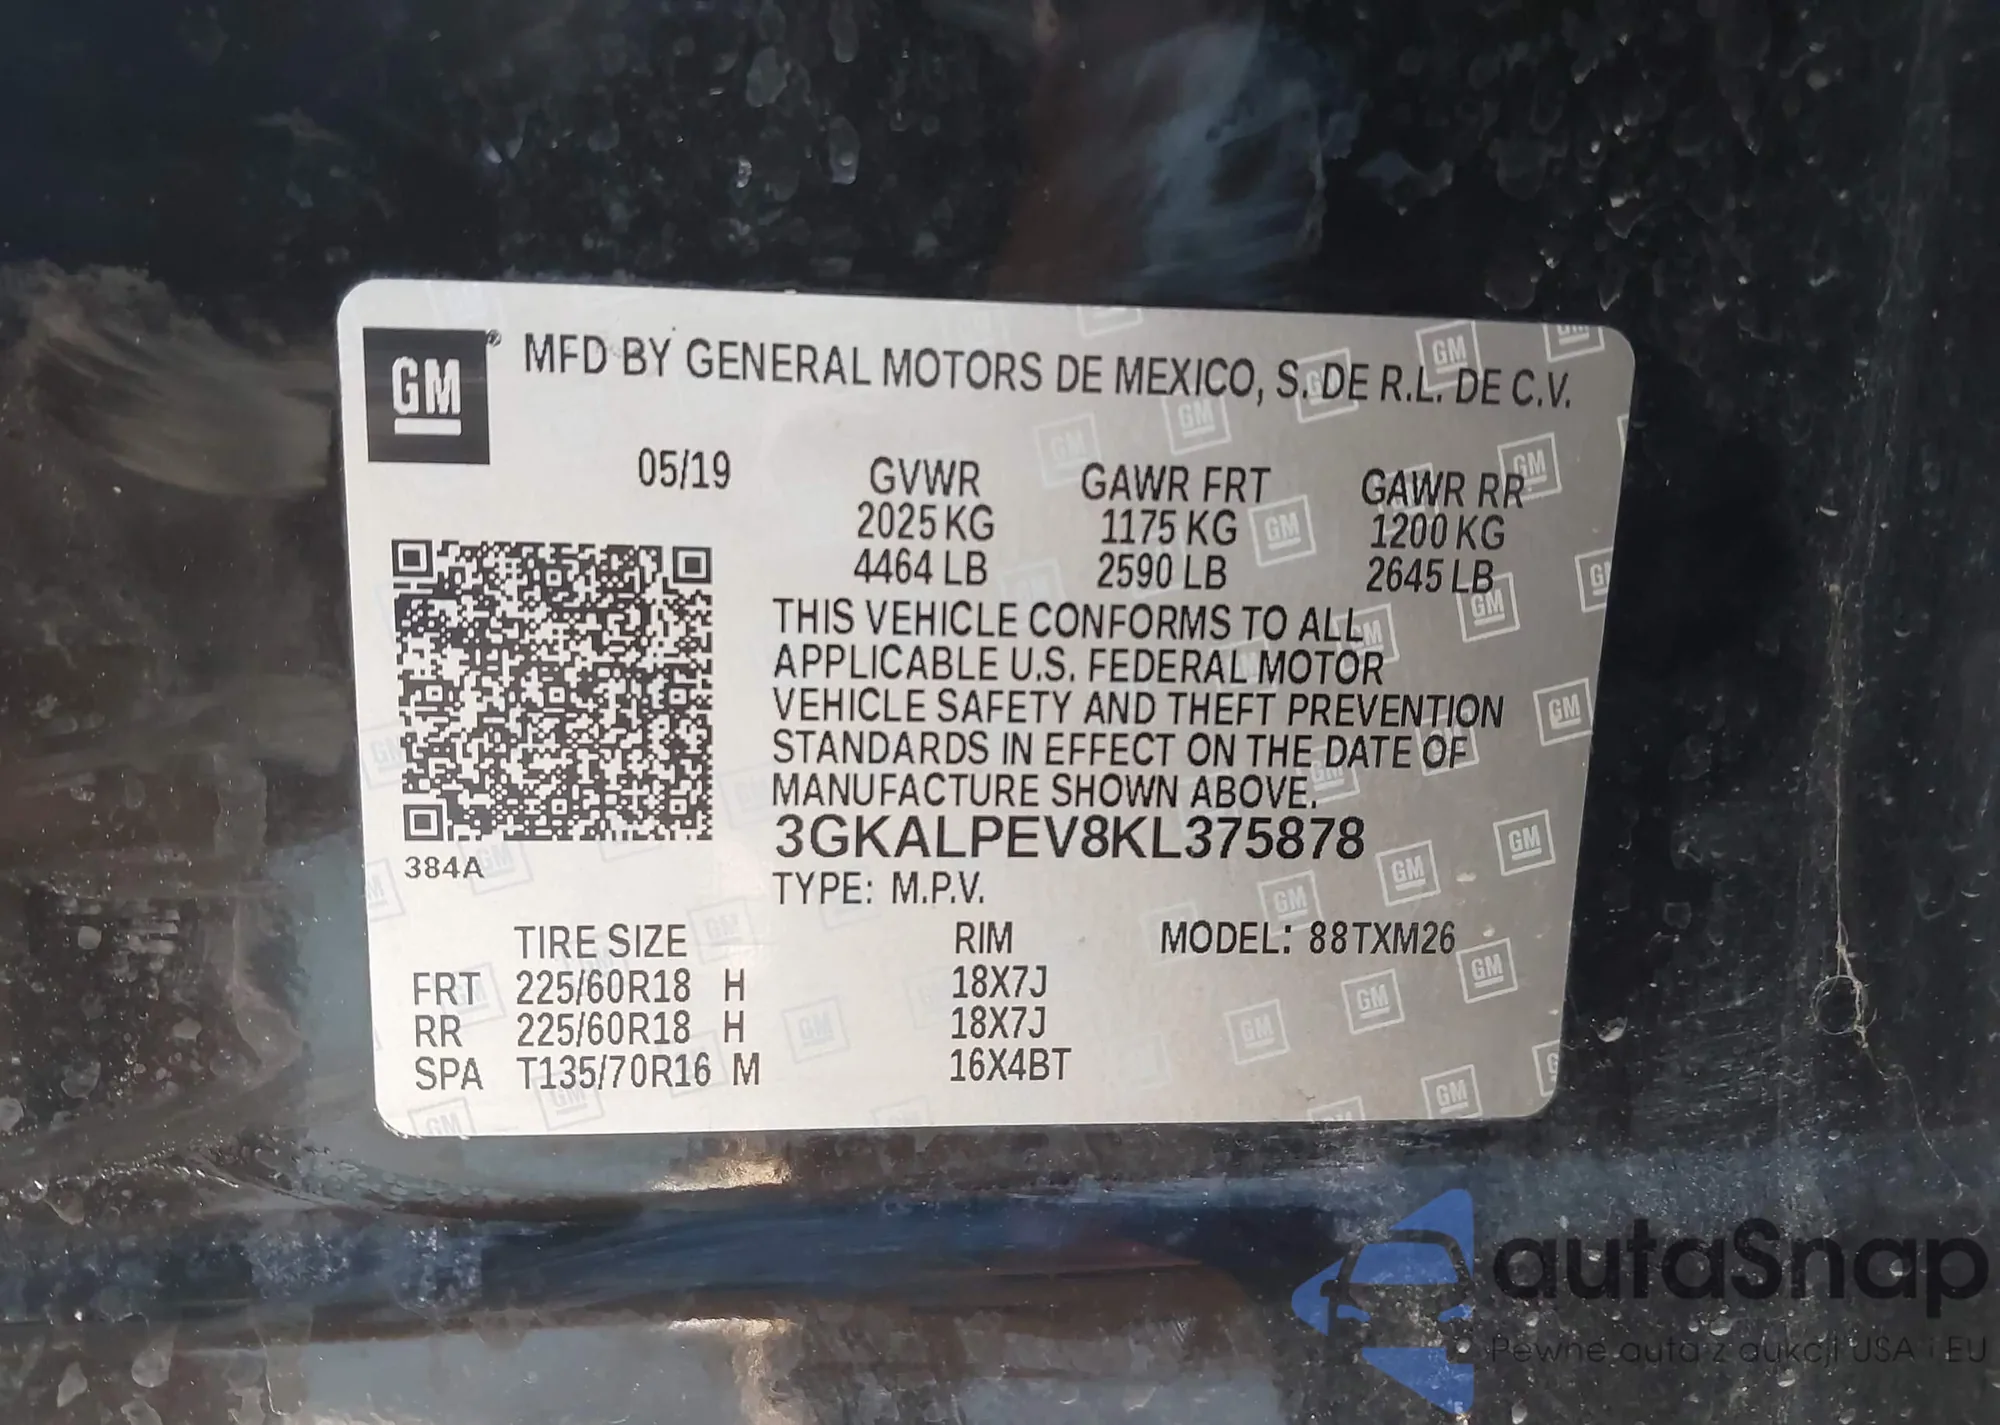 GM® MFD BY GENERAL MOTORS DE MEXICO, S. DE R.L. DE C.V.
05/19 GVWR GAWR FRT GAWR RR
2025 KG 1175 KG 1200 KG
4464 LB 2590 LB 2645 LB
THIS VEHICLE CONFORMS TO ALL
APPLICABLE U.S. FEDERAL MOTOR
VEHICLE SAFETY AND THEFT PREVENTION
STANDARDS IN EFFECT ON THE DATE OF
MANUFACTURE SHOWN ABOVE.
3GKALPEV8KL375878
384A
TYPE: M.P.V.
TIRE SIZE RIM MODEL: 88TXM26
FRT 225/60R18 H 18X7J
RR 225/60R18 H 18X7J
SPA T135/70R16 M 16X4BT
autaSnap
Pewne auta z aukcji USA i EU